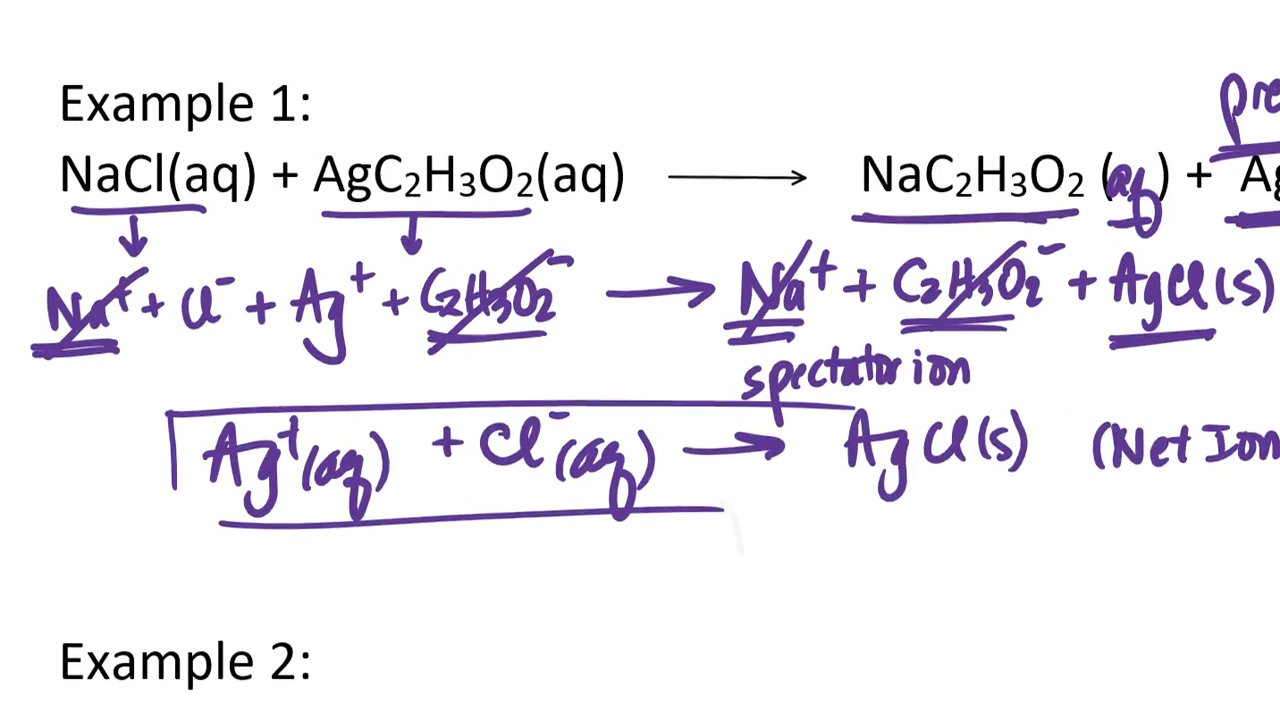 Example 1:
pre
NaCl(aq) + AgC₂H₃O₂(aq) ⟶ NaC₂H₃O₂ (aq) + Ag
Na⁺ + Cl⁻ + Ag⁺ + C₂H₃O₂⁻ ⟶ Na⁺ + C₂H₃O₂⁻ + AgCl(s)
spectator ion
Ag⁺(aq) + Cl⁻(aq) ⟶ AgCl(s) (Net Ion
Example 2: